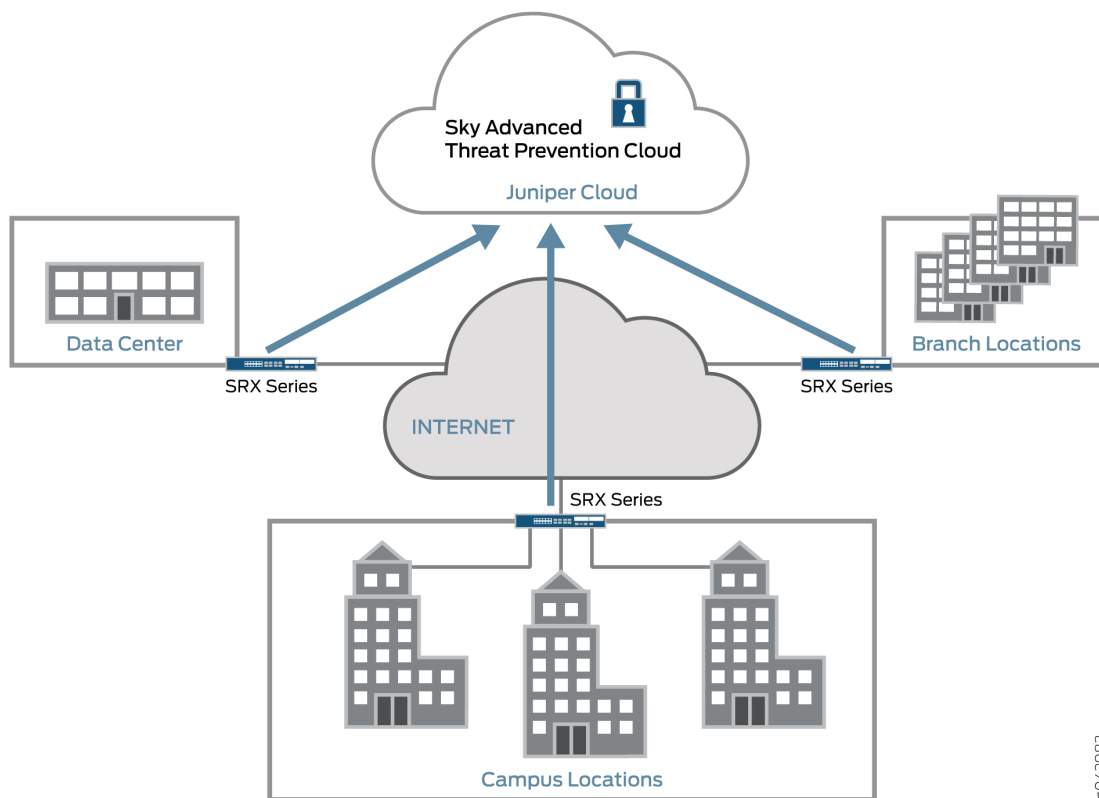 Sky Advanced
Threat Prevention Cloud
Juniper Cloud
Data Center
SRX Series
Branch Locations
SRX Series
INTERNET
SRX Series
Campus Locations